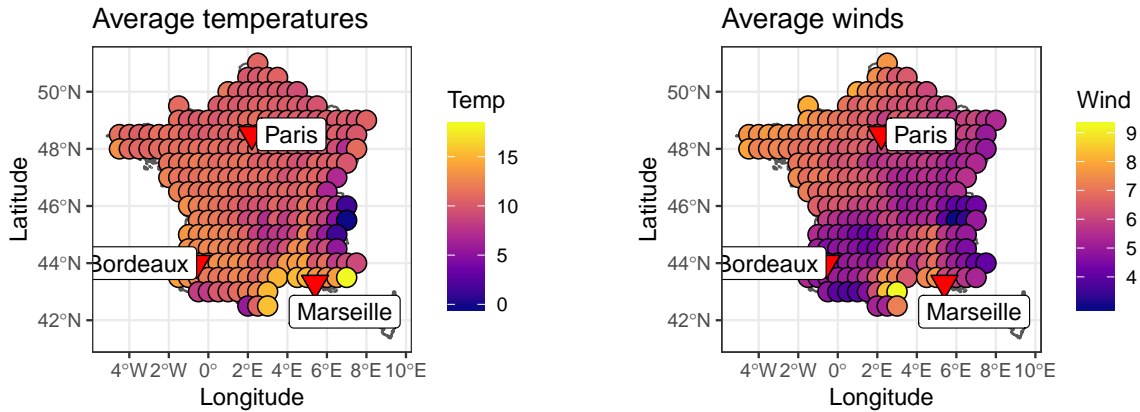 Average temperatures
50°N
48°N
46°N
44°N
42°N
4°W 2°W 0° 2°E 4°E 6°E 8°E 10°E
Longitude
Latitude
Paris
Bordeaux
Marseille
Temp
15
10
5
0
Average winds
50°N
48°N
46°N
44°N
42°N
4°W 2°W 0° 2°E 4°E 6°E 8°E 10°E
Longitude
Latitude
Paris
Bordeaux
Marseille
Wind
9
8
7
6
5
4